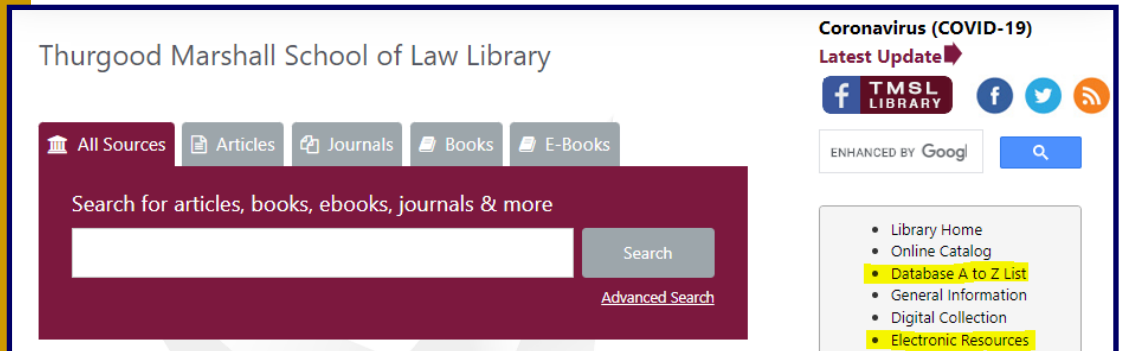 Thurgood Marshall School of Law Library
All Sources
Articles
Journals
Books
E-Books
Search for articles, books, ebooks, journals & more
Search
Advanced Search
Coronavirus (COVID-19)
Latest Update
f TMSL LIBRARY f
ENHANCED BY Googl
Library Home
Online Catalog
Database A to Z List
General Information
Digital Collection
Electronic Resources